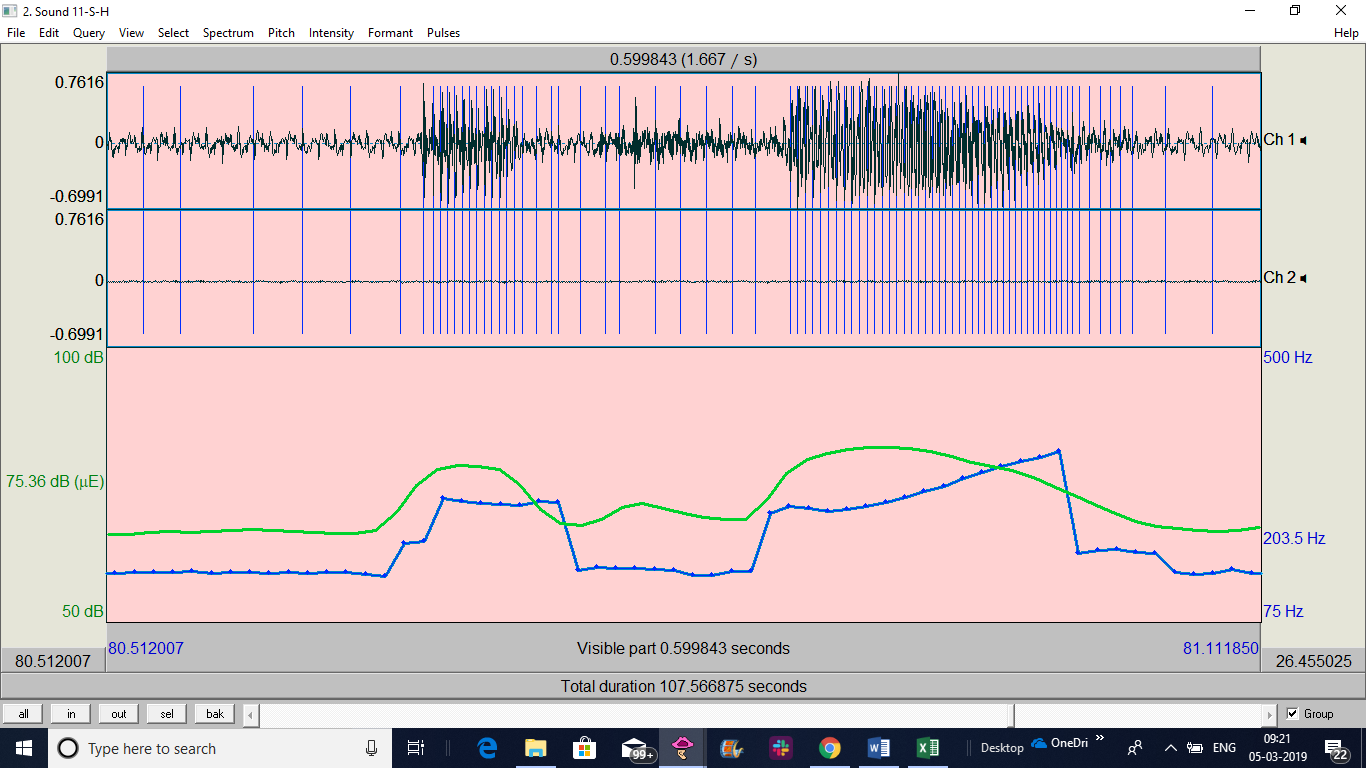 2. Sound 11-S-H
File Edit Query View Select Spectrum Pitch Intensity Formant Pulses Help
0.599843 (1.667 / s)
0.7616
0
-0.6991
Ch 1
0.7616
0
-0.6991
Ch 2
100 dB
500 Hz
75.36 dB (µE)
203.5 Hz
50 dB
75 Hz
80.512007
80.512007
Visible part 0.599843 seconds
81.111850
26.455025
Total duration 107.566875 seconds
all in out sel bak Group
Type here to search
99+
Desktop
OneDri
ENG
09:21
05-03-2019
22